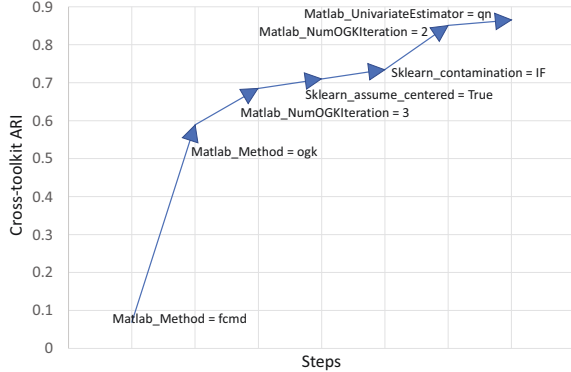 0.9
0.8
0.7
0.6
0.5
0.4
0.3
0.2
0.1
0
Cross-toolkit ARI
Matlab_UnivariateEstimator = qn
Matlab_NumOGKIteration = 2
Sklearn_contamination = IF
Sklearn_assume_centered = True
Matlab_NumOGKIteration = 3
Matlab_Method = ogk
Matlab_Method = fcmd
Steps